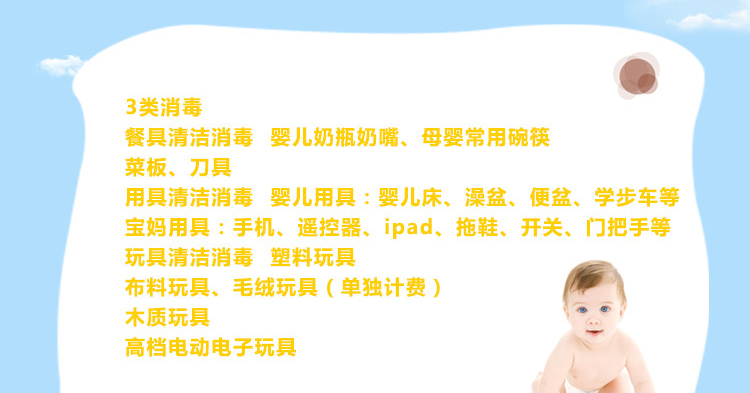 3类消毒
餐具清洁消毒 婴儿奶瓶奶嘴、母婴常用碗筷
菜板、刀具
用具清洁消毒 婴儿用具：婴儿床、澡盆、便盆、学步车等
宝妈用具：手机、遥控器、ipad、拖鞋、开关、门把手等
玩具清洁消毒 塑料玩具
布料玩具、毛绒玩具（单独计费）
木质玩具
高档电动电子玩具